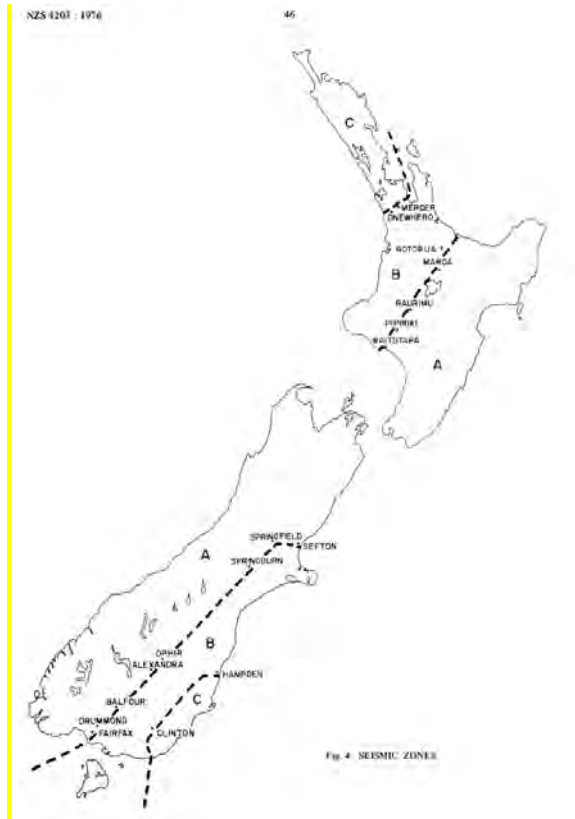 NZS 4203 : 1976 46
C
MERCER
ONEWHERO
ROTORUA
MAROA
B
RAURIMU
PIPIRIKI
WAITOTARA
A
SPRINGFIELD
SEFTON
A
SPRINGBURN
B
OPHIR
ALEXANDRA
HAMPDEN
C
BALFOUR
DRUMMOND
FAIRFAX
CLINTON
Fig. 4 SEISMIC ZONES